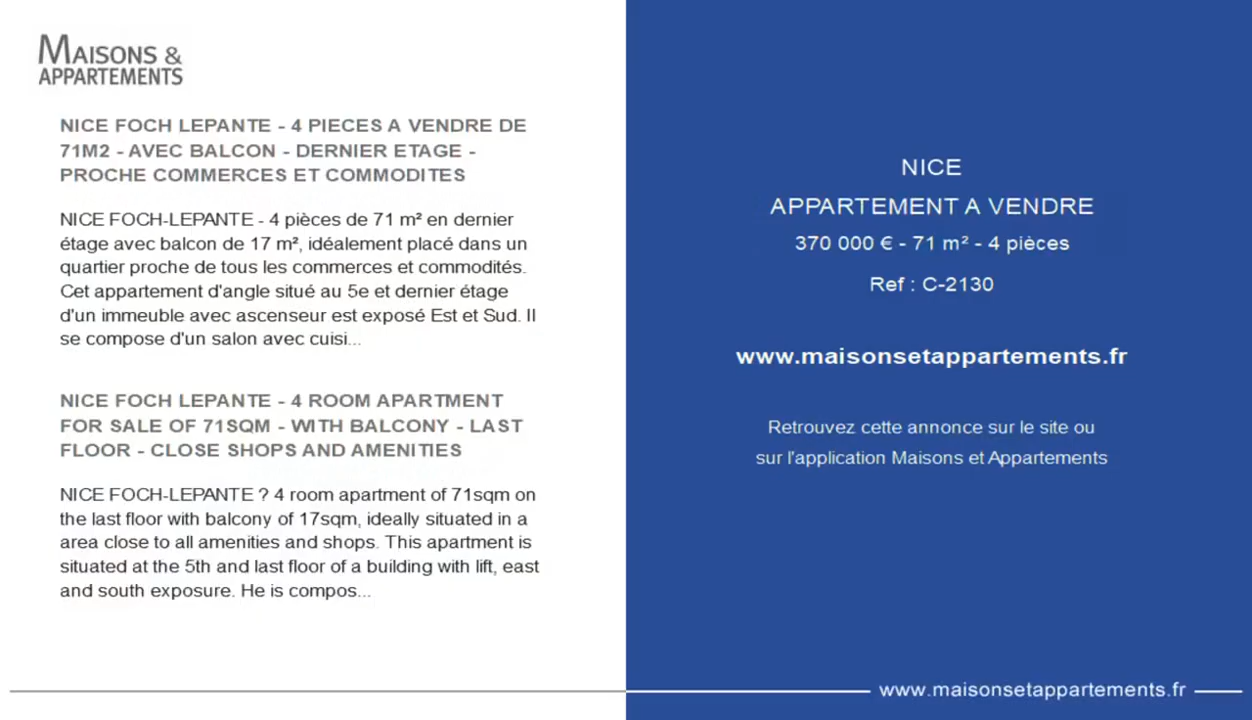 MAISONS &
APPARTEMENTS
NICE FOCH LEPANTE - 4 PIECES A VENDRE DE
71M2 - AVEC BALCON - DERNIER ETAGE -
PROCHE COMMERCES ET COMMODITES
NICE FOCH-LEPANTE - 4 pièces de 71 m² en dernier
étage avec balcon de 17 m², idéalement placé dans un
quartier proche de tous les commerces et commodités.
Cet appartement d'angle situé au 5e et dernier étage
d'un immeuble avec ascenseur est exposé Est et Sud. Il
se compose d'un salon avec cuisi...
NICE FOCH LEPANTE - 4 ROOM APARTMENT
FOR SALE OF 71SQM - WITH BALCONY - LAST
FLOOR - CLOSE SHOPS AND AMENITIES
NICE FOCH-LEPANTE ? 4 room apartment of 71sqm on
the last floor with balcony of 17sqm, ideally situated in a
area close to all amenities and shops. This apartment is
situated at the 5th and last floor of a building with lift, east
and south exposure. He is compos...
NICE
APPARTEMENT A VENDRE
370 000 € - 71 m² - 4 pièces
Ref : C-2130
www.maisonsetappartements.fr
Retrouvez cette annonce sur le site ou
sur l'application Maisons et Appartements
www.maisonsetappartements.fr